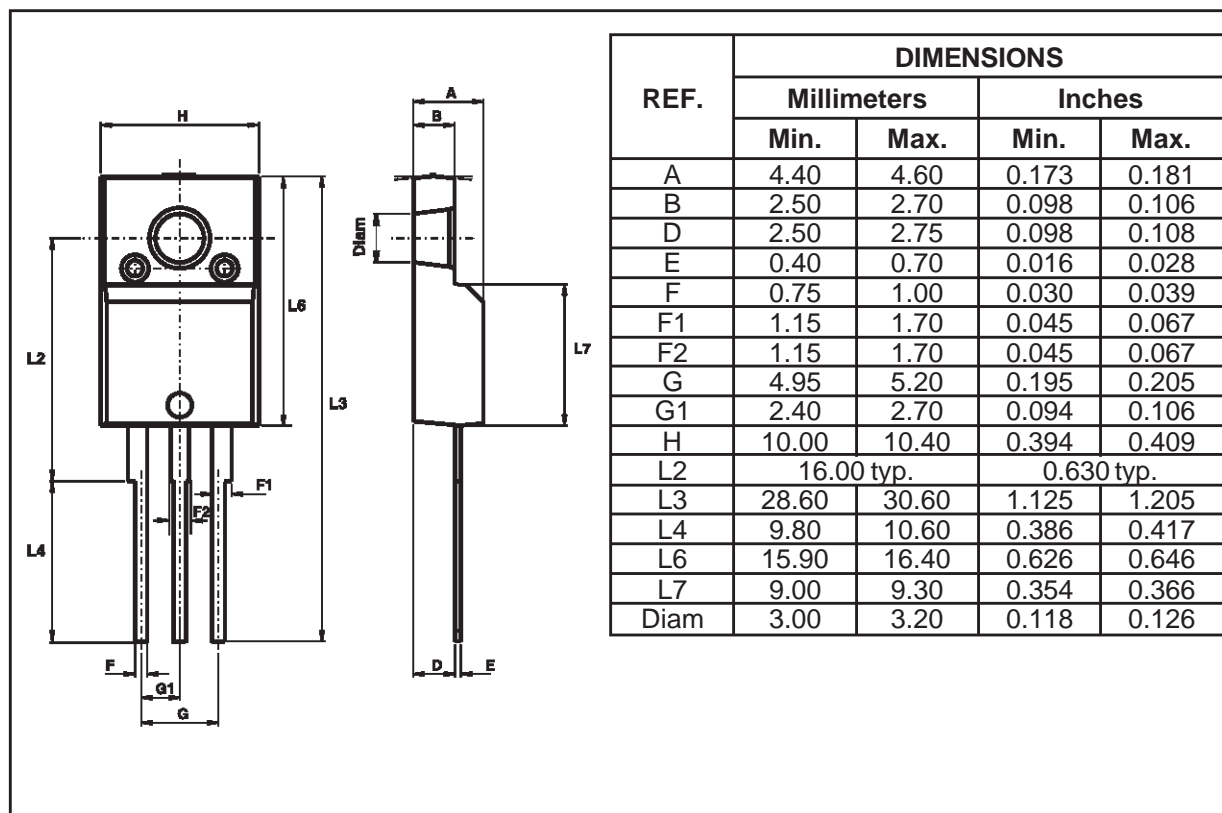 H
A
B
Diam
L6
L2
L7
L3
F1
F2
L4
F
D
E
G1
G
REF.
DIMENSIONS
Millimeters Inches
Min. Max. Min. Max.
A 4.40 4.60 0.173 0.181
B 2.50 2.70 0.098 0.106
D 2.50 2.75 0.098 0.108
E 0.40 0.70 0.016 0.028
F 0.75 1.00 0.030 0.039
F1 1.15 1.70 0.045 0.067
F2 1.15 1.70 0.045 0.067
G 4.95 5.20 0.195 0.205
G1 2.40 2.70 0.094 0.106
H 10.00 10.40 0.394 0.409
L2 16.00 typ. 0.630 typ.
L3 28.60 30.60 1.125 1.205
L4 9.80 10.60 0.386 0.417
L6 15.90 16.40 0.626 0.646
L7 9.00 9.30 0.354 0.366
Diam 3.00 3.20 0.118 0.126